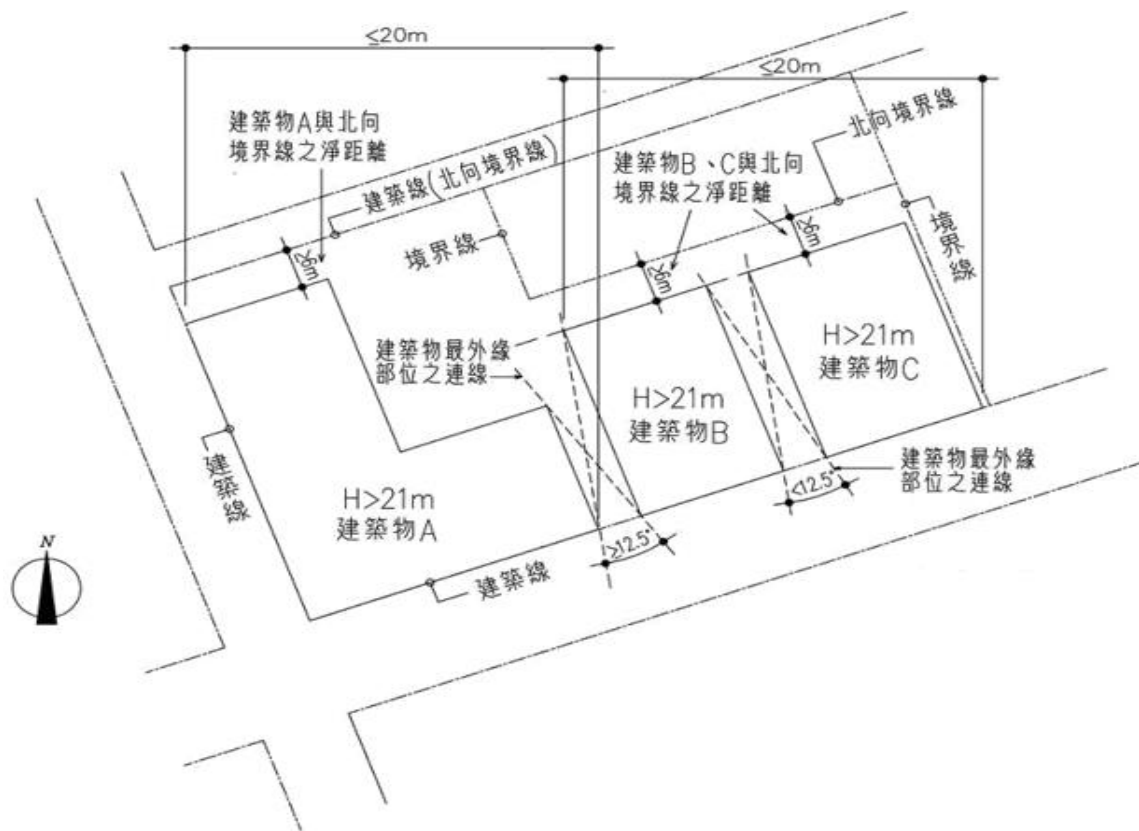 ≤20m
≤20m
建築物A與北向
境界線之淨距離
建築線(北向境界線)
建築物B、C與北向
境界線之淨距離
北向境界線
境界線
境界線
≥6m
≥6m
≥6m
建築物最外緣
部位之連線
H>21m
建築物C
H>21m
建築物B
建築線
H>21m
建築物A
建築物最外緣
部位之連線
<12.5°
>12.5°
建築線
N